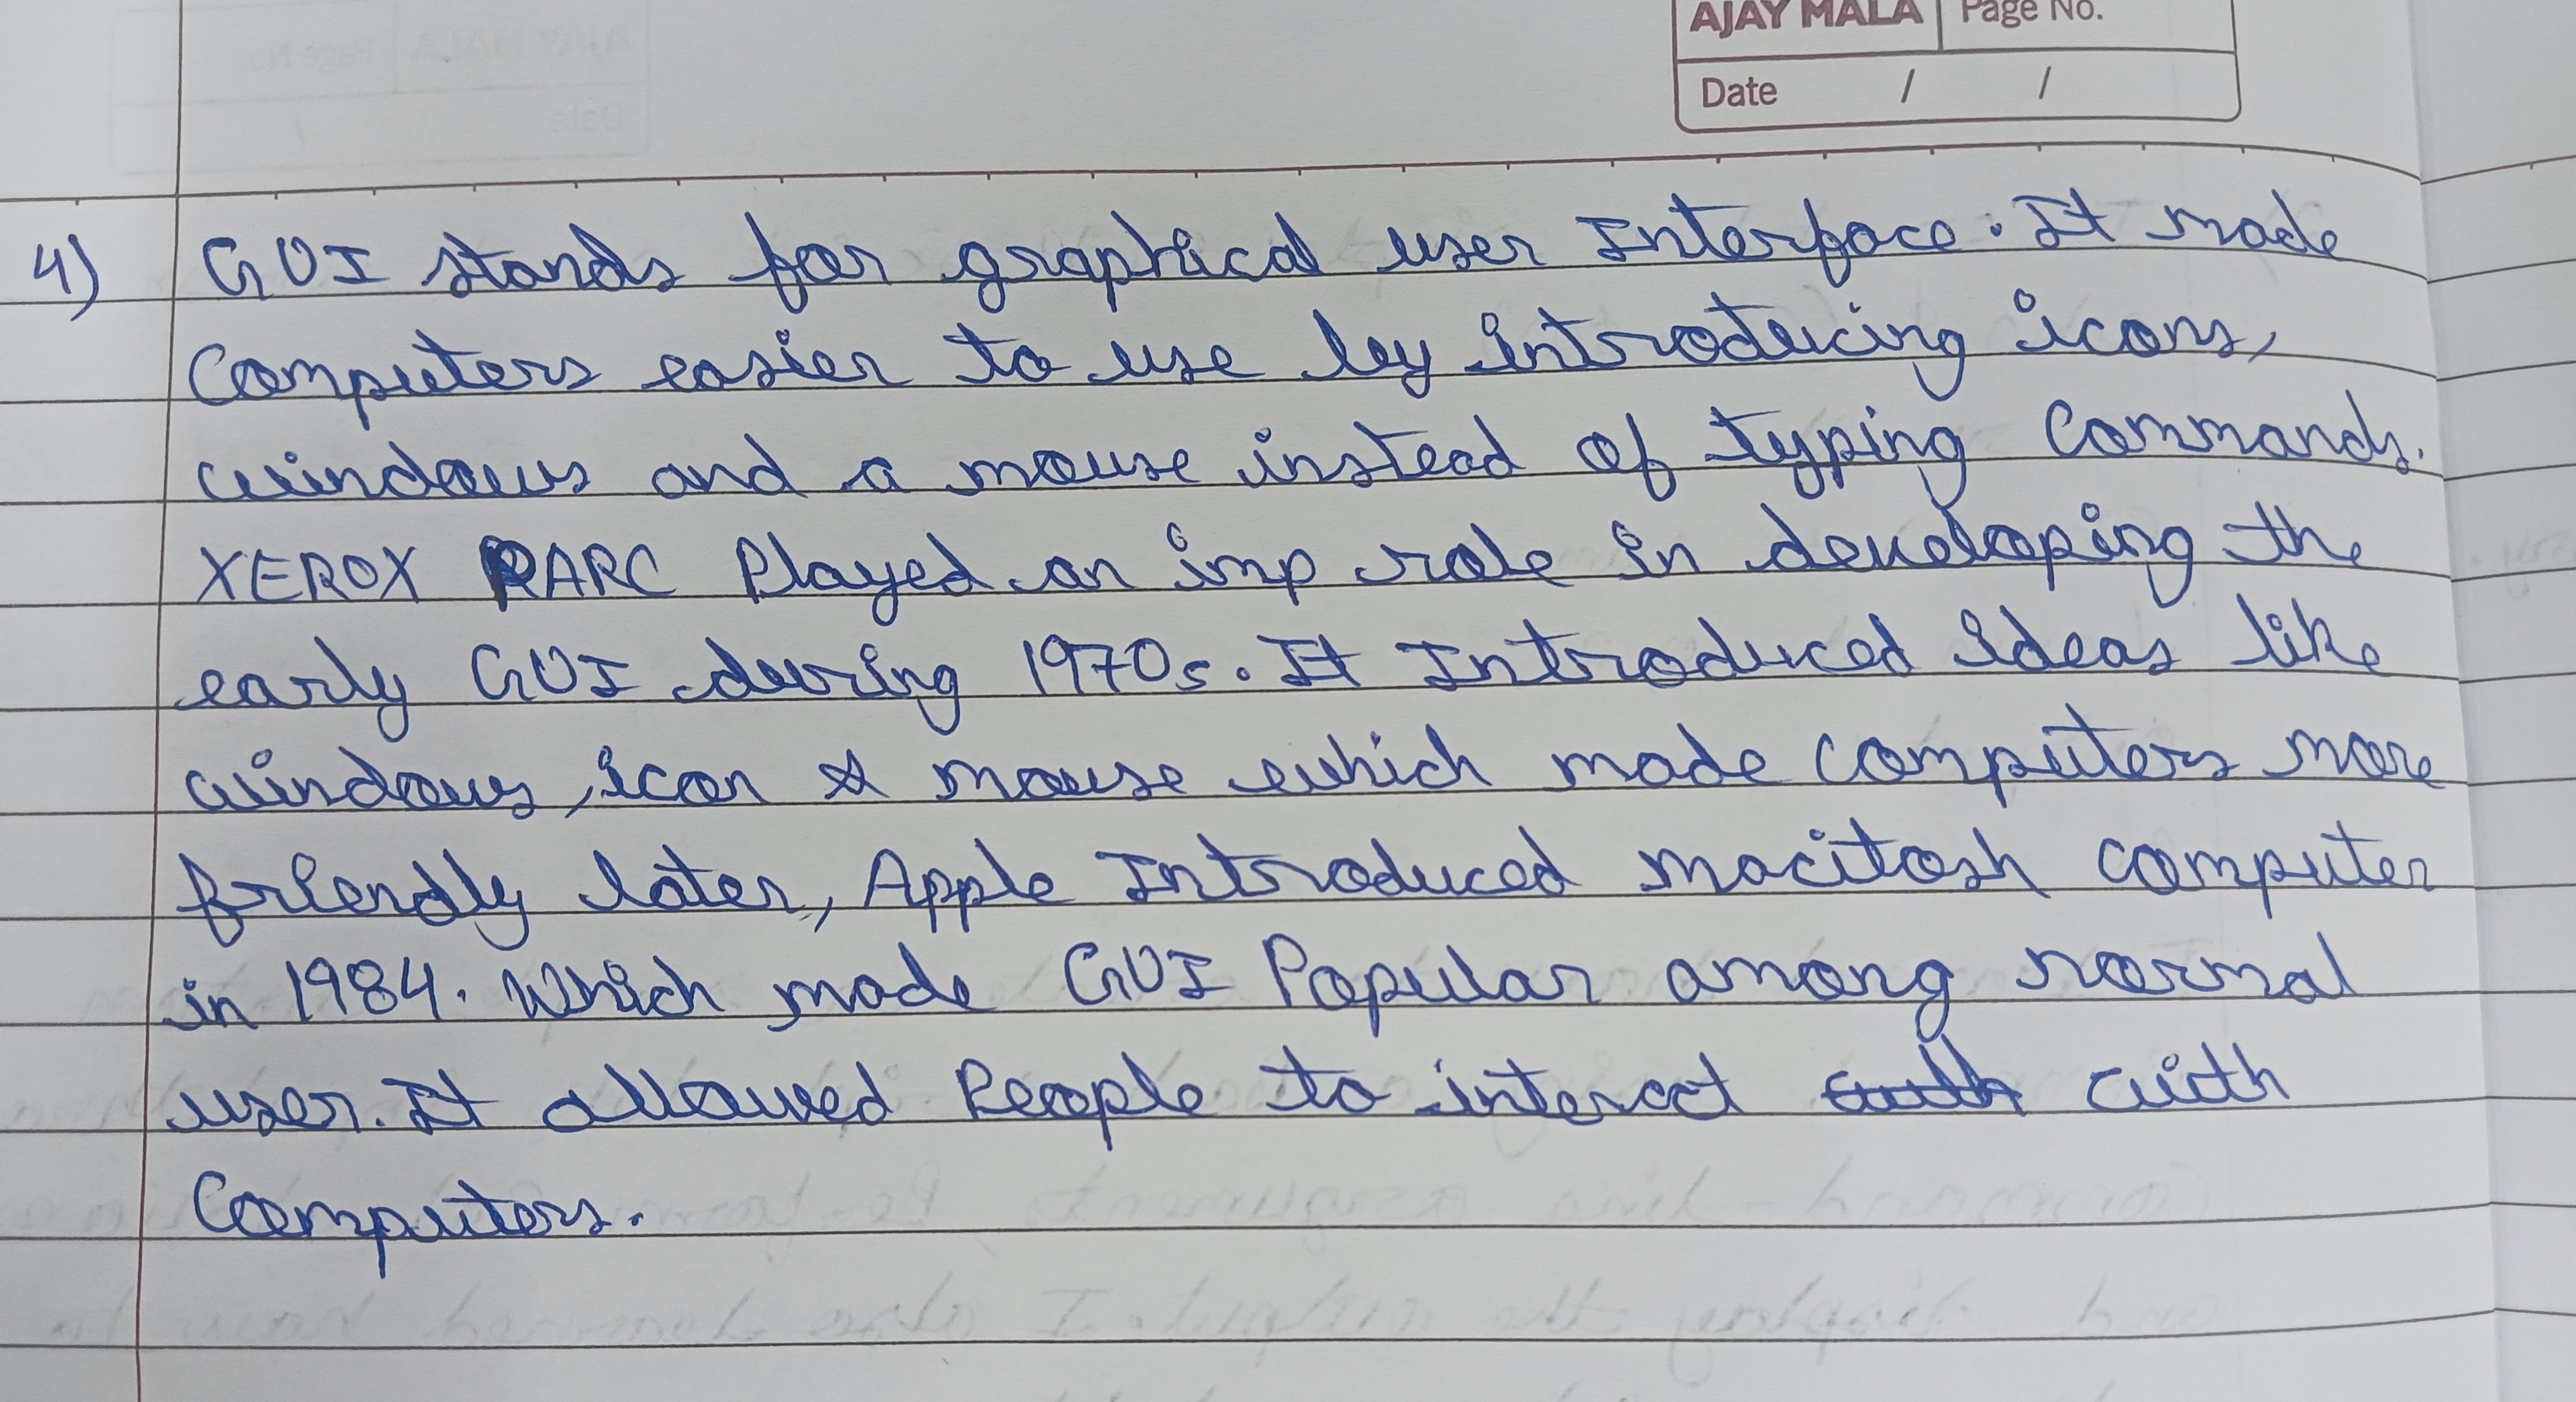 AJAY MALA Page No.
Date / /
4) GUI stands for graphical user Interface. It made
Computers easier to use by introducing icons,
windows and a mouse instead of typing Commands.
XEROX PARC Played an imp role in developing the
early GUI during 1970s. It Introduced ideas like
windows, icon & mouse which made computers more
friendly later, Apple Introduced macitosh computer
in 1984. Which made GUI Popular among normal
user. It allowed People to interact with
Computers.